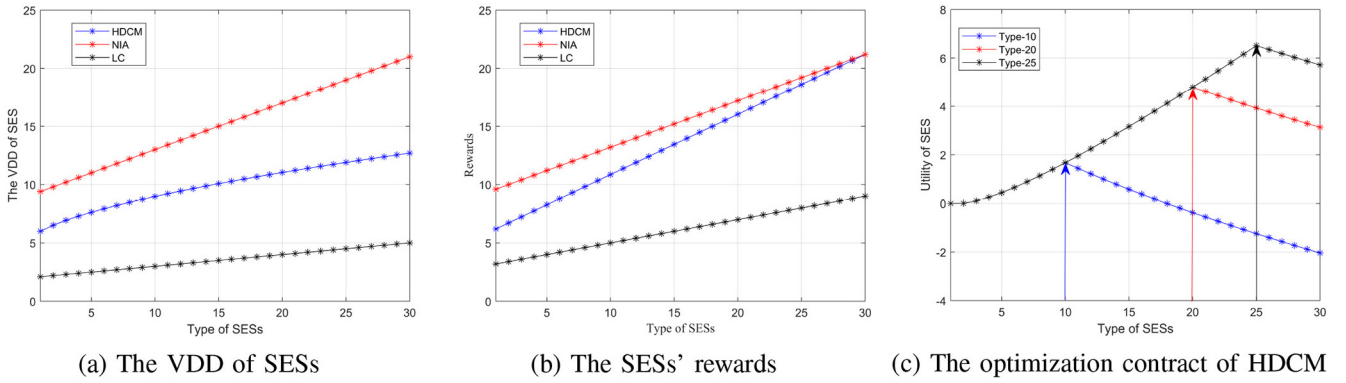 25
20
15
10
5
0
The VDD of SES
HDCM
NIA
LC
5
10
15
20
25
30
Type of SESs
(a) The VDD of SESs
25
20
15
10
5
0
Rewards
HDCM
NIA
LC
5
10
15
20
25
30
Type of SESs
(b) The SESs' rewards
8
6
4
2
0
-2
-4
Utility of SES
Type-10
Type-20
Type-25
5
10
15
20
25
30
Type of SESs
(c) The optimization contract of HDCM